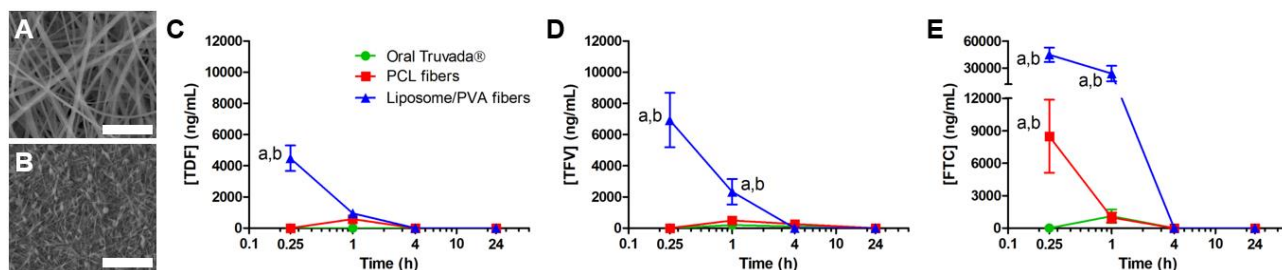 A
B
C
[TDF] (ng/mL)
12000
10000
8000
6000
4000
2000
0
Oral Truvada®
PCL fibers
Liposome/PVA fibers
a,b
0.1 0.25 1 4 10 24
Time (h)
D
[TFV] (ng/mL)
12000
10000
8000
6000
4000
2000
0
a,b
a,b
0.1 0.25 1 4 10 24
Time (h)
E
[FTC] (ng/mL)
60000
30000
12000
9000
6000
3000
0
a,b
a,b
a,b
0.1 0.25 1 4 10 24
Time (h)